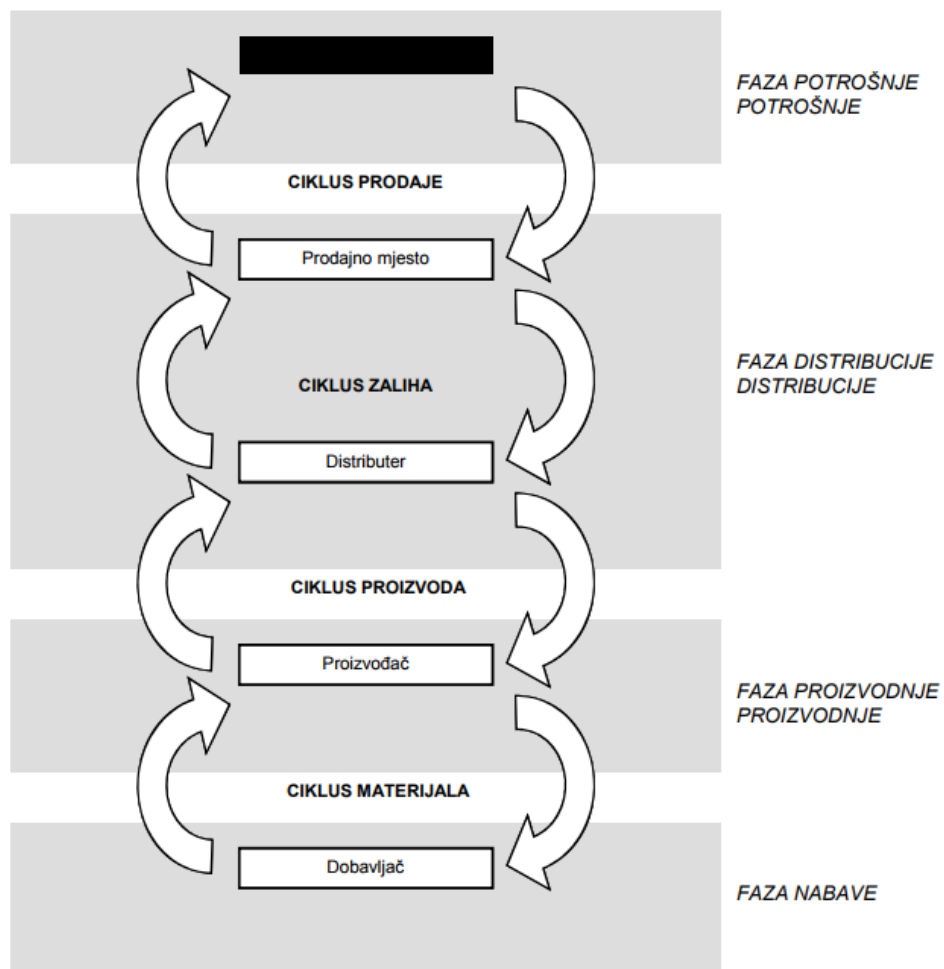 FAZA POTROŠNJE
POTROŠNJE
CIKLUS PRODAJE
Prodajno mjesto
CIKLUS ZALIHA
FAZA DISTRIBUCIJE
DISTRIBUCIJE
Distributer
CIKLUS PROIZVODA
Proizvođač
FAZA PROIZVODNJE
PROIZVODNJE
CIKLUS MATERIJALA
Dobavljač
FAZA NABAVE